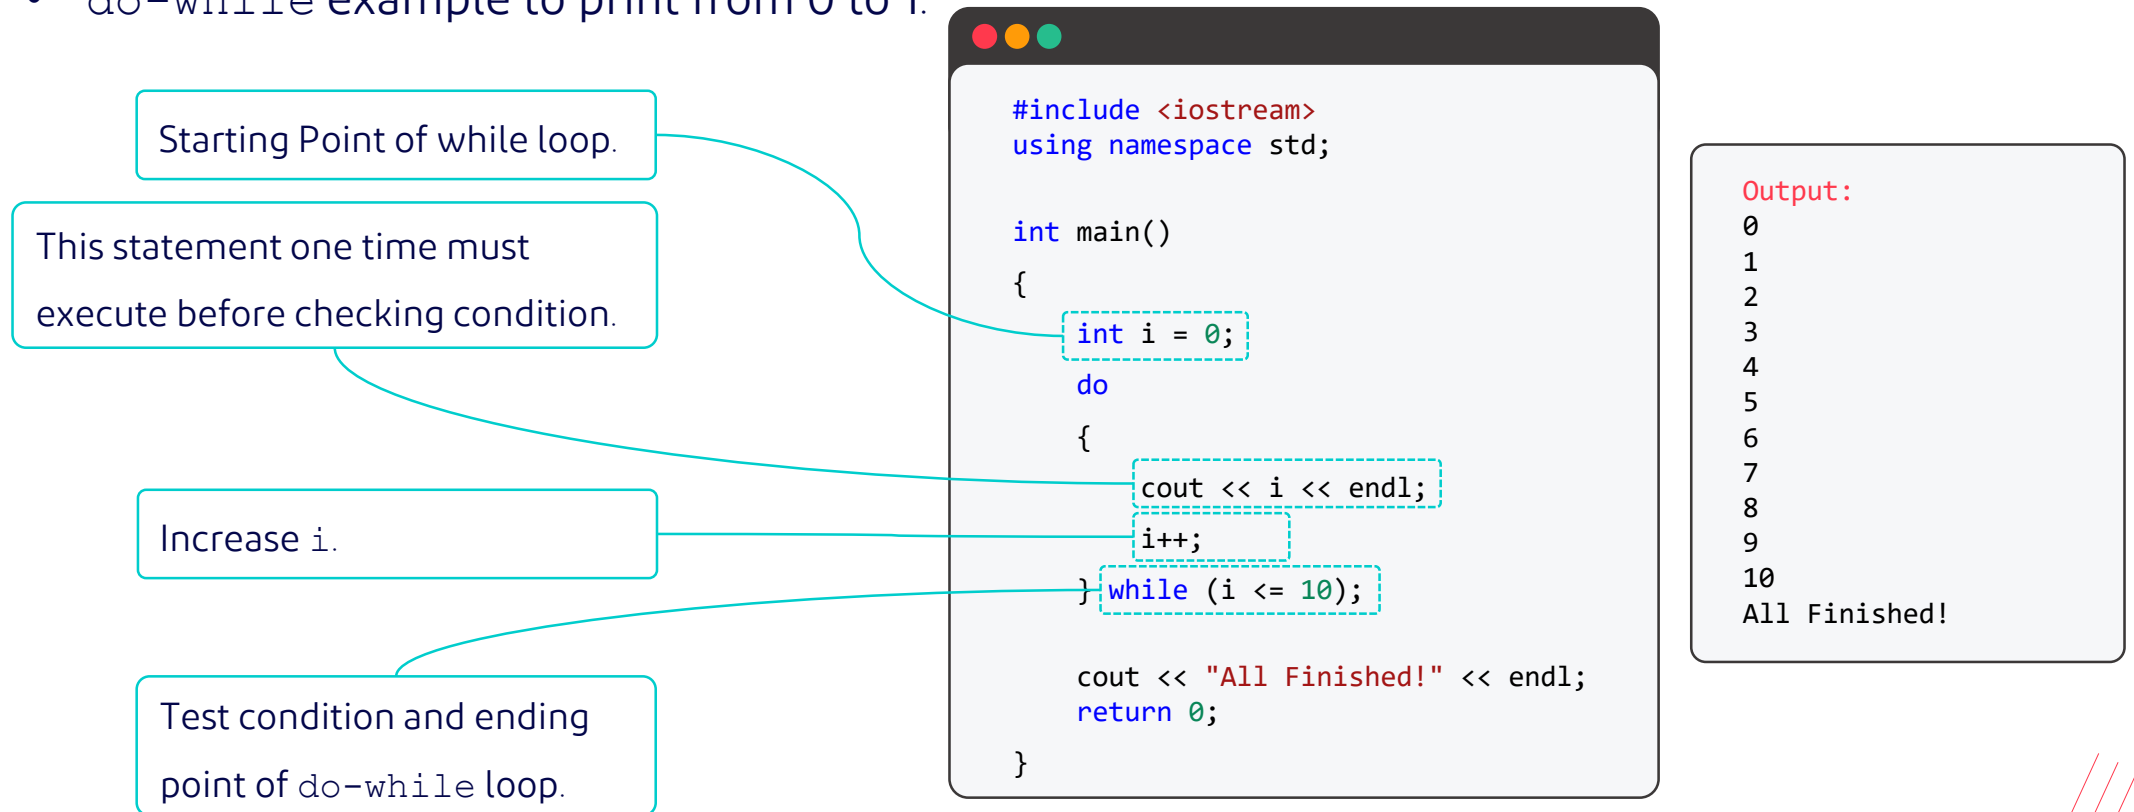 • do-while example to print from 0 to 1.
Starting Point of while loop.
This statement one time must
execute before checking condition.
Increase i.
Test condition and ending
point of do-while loop.
#include <iostream>
using namespace std;
int main()
{
int i = 0;
do
{
cout << i << endl;
i++;
} while (i <= 10);
cout << "All Finished!" << endl;
return 0;
}
Output:
0
1
2
3
4
5
6
7
8
9
10
All Finished!